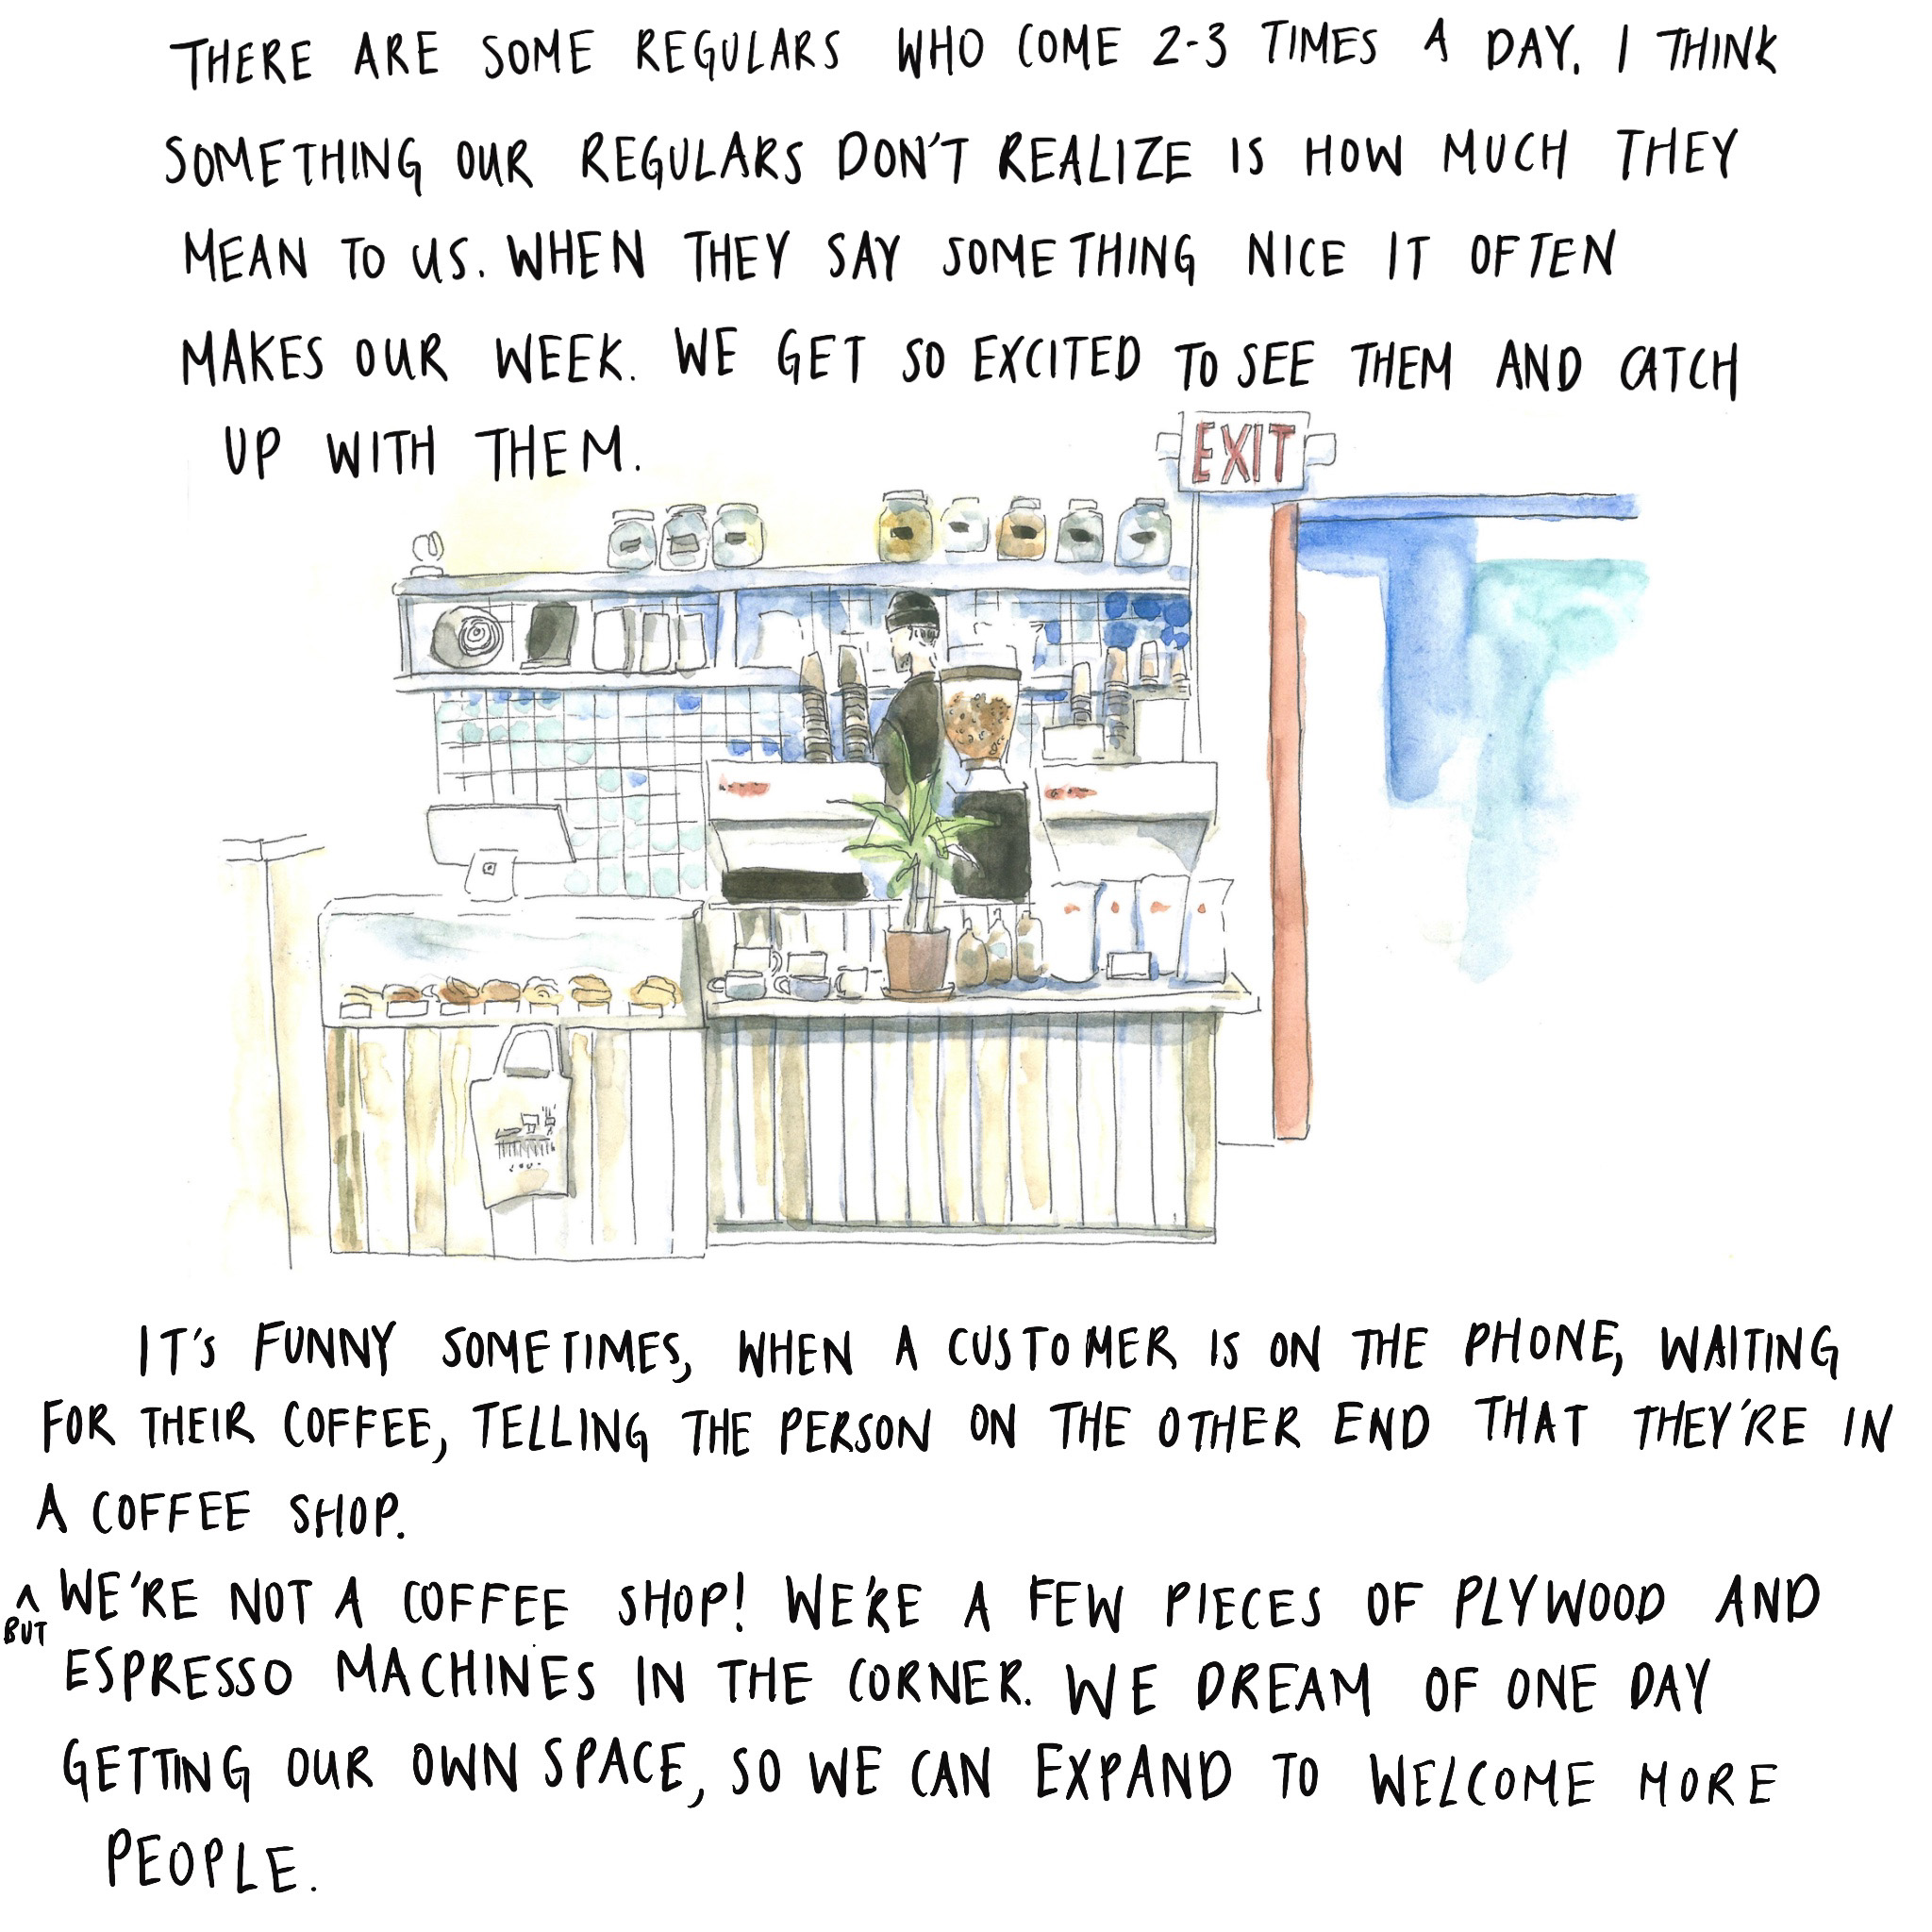 THERE ARE SOME REGULARS WHO COME 2-3 TIMES A DAY. I THINK
SOMETHING OUR REGULARS DON'T REALIZE IS HOW MUCH THEY
MEAN TO US. WHEN THEY SAY SOMETHING NICE IT OFTEN
MAKES OUR WEEK. WE GET SO EXCITED TO SEE THEM AND CATCH
UP WITH THEM.
EXIT
IT'S FUNNY SOMETIMES, WHEN A CUSTOMER IS ON THE PHONE, WAITING
FOR THEIR COFFEE, TELLING THE PERSON ON THE OTHER END THAT THEY'RE IN
A COFFEE SHOP.
^ WE'RE NOT A COFFEE SHOP! WE'RE A FEW PIECES OF PLYWOOD AND
BUT
ESPRESSO MACHINES IN THE CORNER. WE DREAM OF ONE DAY
GETTING OUR OWN SPACE, SO WE CAN EXPAND TO WELCOME MORE
PEOPLE.